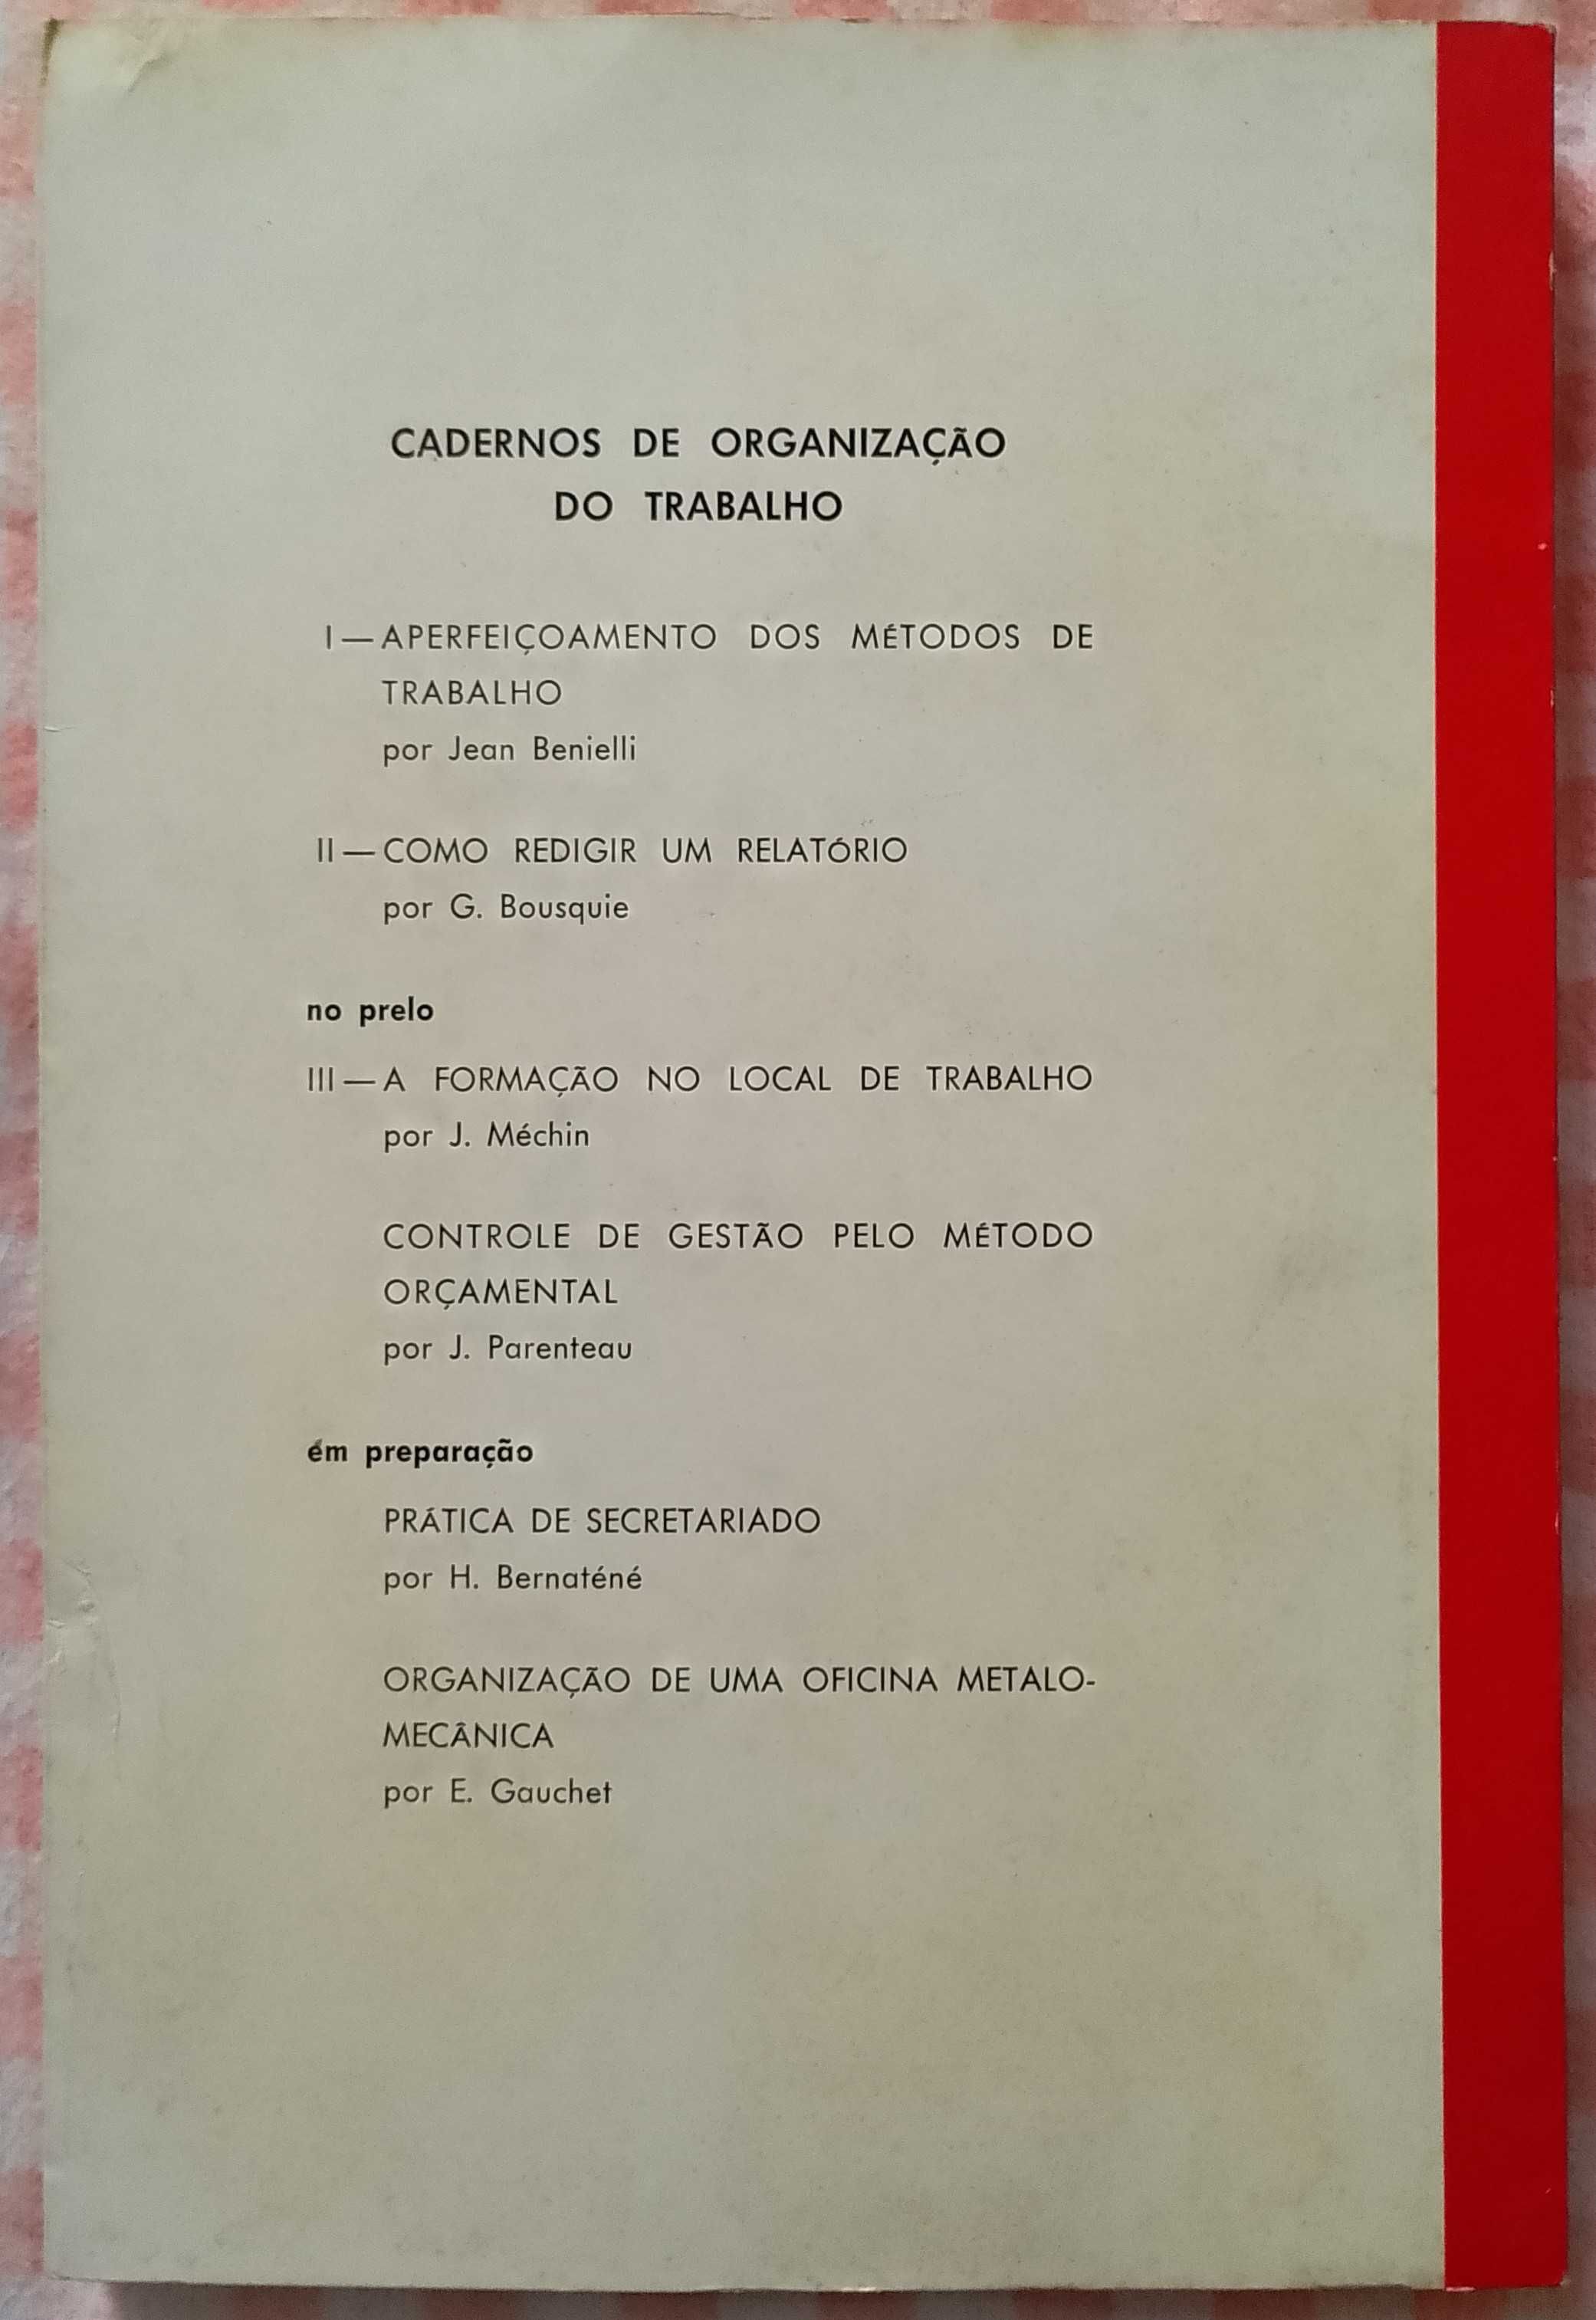 CADERNOS DE ORGANIZAÇÃO
DO TRABALHO
I — APERFEIÇOAMENTO DOS MÉTODOS DE
TRABALHO
por Jean Benielli
II — COMO REDIGIR UM RELATÓRIO
por G. Bousquie
no prelo
III — A FORMAÇÃO NO LOCAL DE TRABALHO
por J. Méchin
CONTROLE DE GESTÃO PELO MÉTODO
ORÇAMENTAL
por J. Parenteau
em preparação
PRÁTICA DE SECRETARIADO
por H. Bernaténé
ORGANIZAÇÃO DE UMA OFICINA METALO-
MECÂNICA
por E. Gauchet